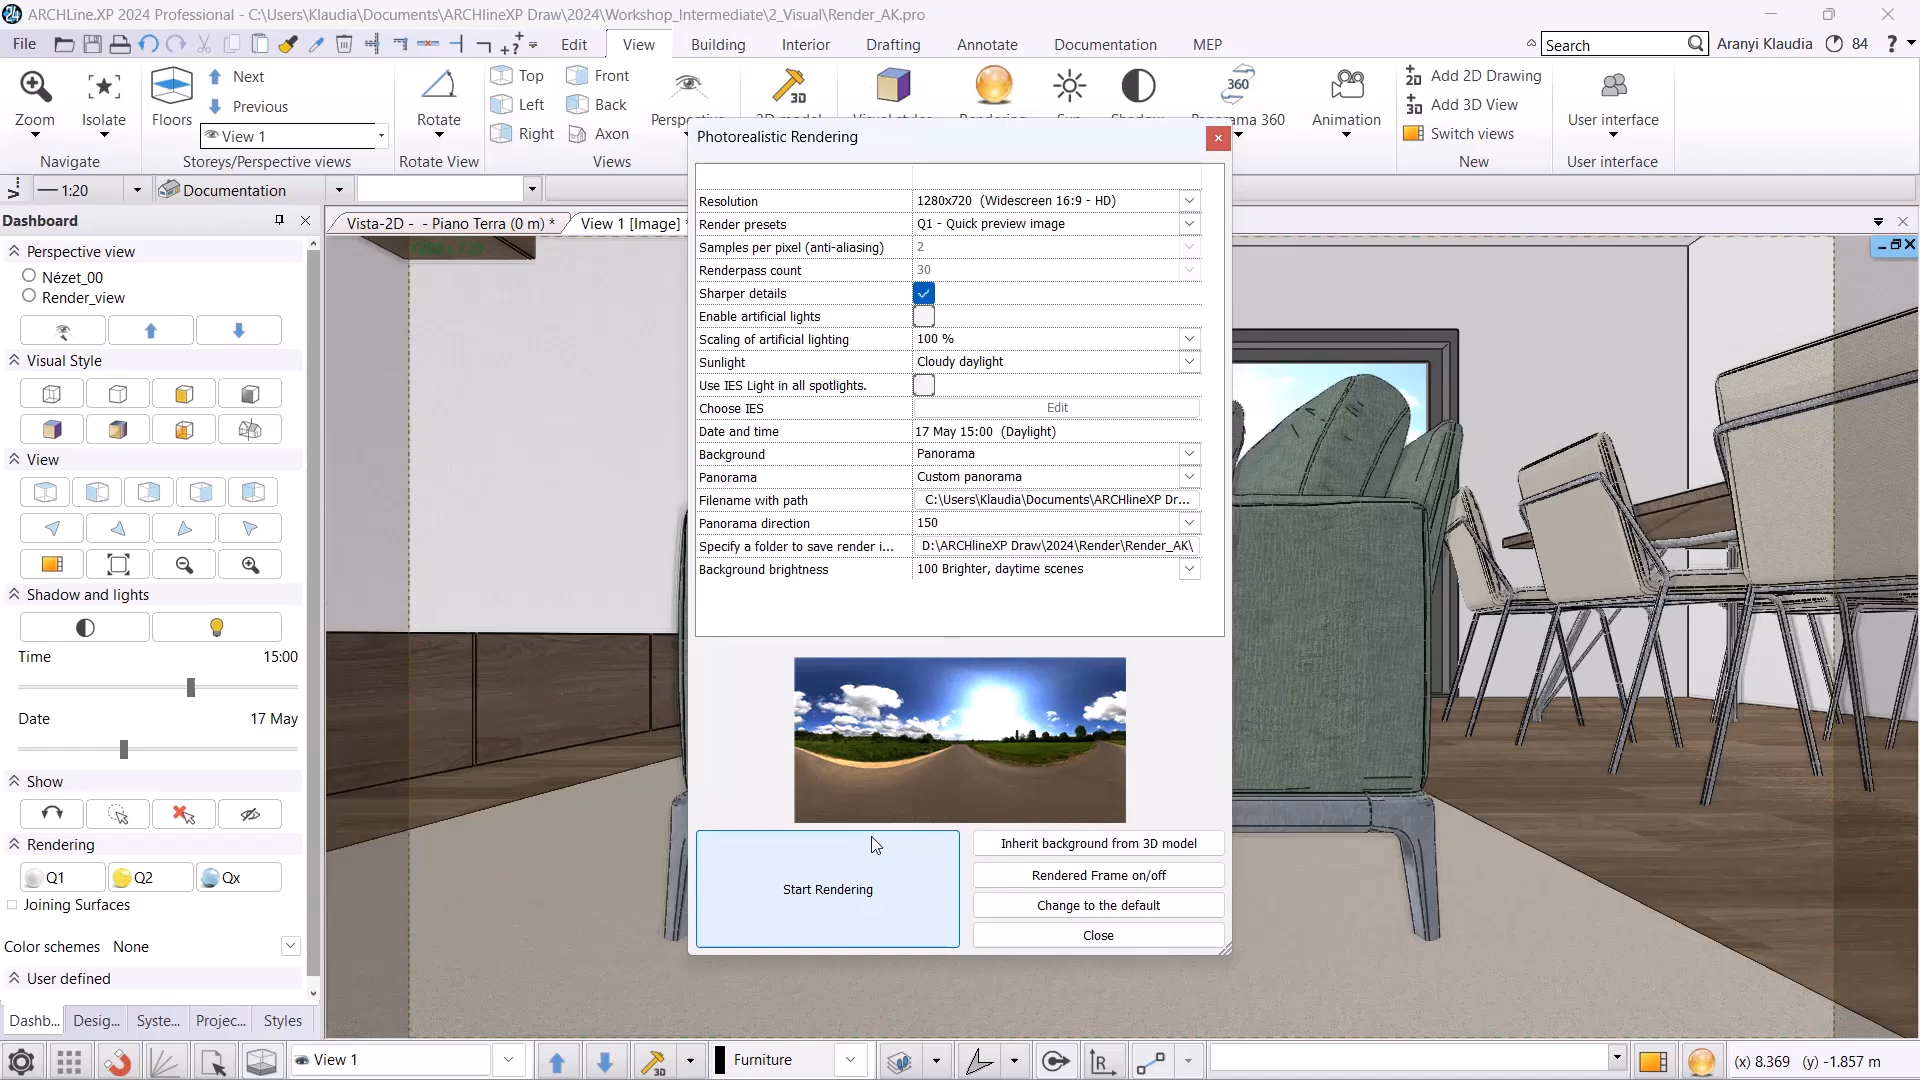 ARCHLine.XP 2024 Professional - C:\Users\Klaudia\Documents\ARCHlineXP Draw\2024\Workshop_Intermediate\2_Visual\Render_AK.pro
File Edit View Building Interior Drafting Annotate Documentation MEP Search Aranyi Klaudia 84 ?
Next Top Front 3D 360 Add 2D Drawing
Previous Left Back Add 3D View
Zoom Isolate Floors Rotate Perspe Panorama 360 Animation User interface
View 1 Right Axon Switch views
Navigate Storeys/Perspective views Rotate View Views New User interface
1:20 Documentation
Dashboard
Vista-2D - - Piano Terra (0 m) * View 1 [Image]
Perspective view
Nézet_00
Render_view
Visual Style
View
Shadow and lights
Time 15:00
Date 17 May
Show
Rendering
Q1 Q2 Qx
Joining Surfaces
Color schemes None
User defined
Dashb... Desig... Syste... Projec... Styles
Photorealistic Rendering
Resolution 1280x720 (Widescreen 16:9 - HD)
Render presets Q1 - Quick preview image
Samples per pixel (anti-aliasing) 2
Renderpass count 30
Sharper details
Enable artificial lights
Scaling of artificial lighting 100 %
Sunlight Cloudy daylight
Use IES Light in all spotlights.
Choose IES Edit
Date and time 17 May 15:00 (Daylight)
Background Panorama
Panorama Custom panorama
Filename with path C:\Users\Klaudia\Documents\ARCHlineXP Dr...
Panorama direction 150
Specify a folder to save render i... D:\ARCHlineXP Draw\2024\Render\Render_AK\
Background brightness 100 Brighter, daytime scenes
Start Rendering
Inherit background from 3D model
Rendered Frame on/off
Change to the default
Close
View 1 3D Furniture (x) 8.369 (y) -1.857 m